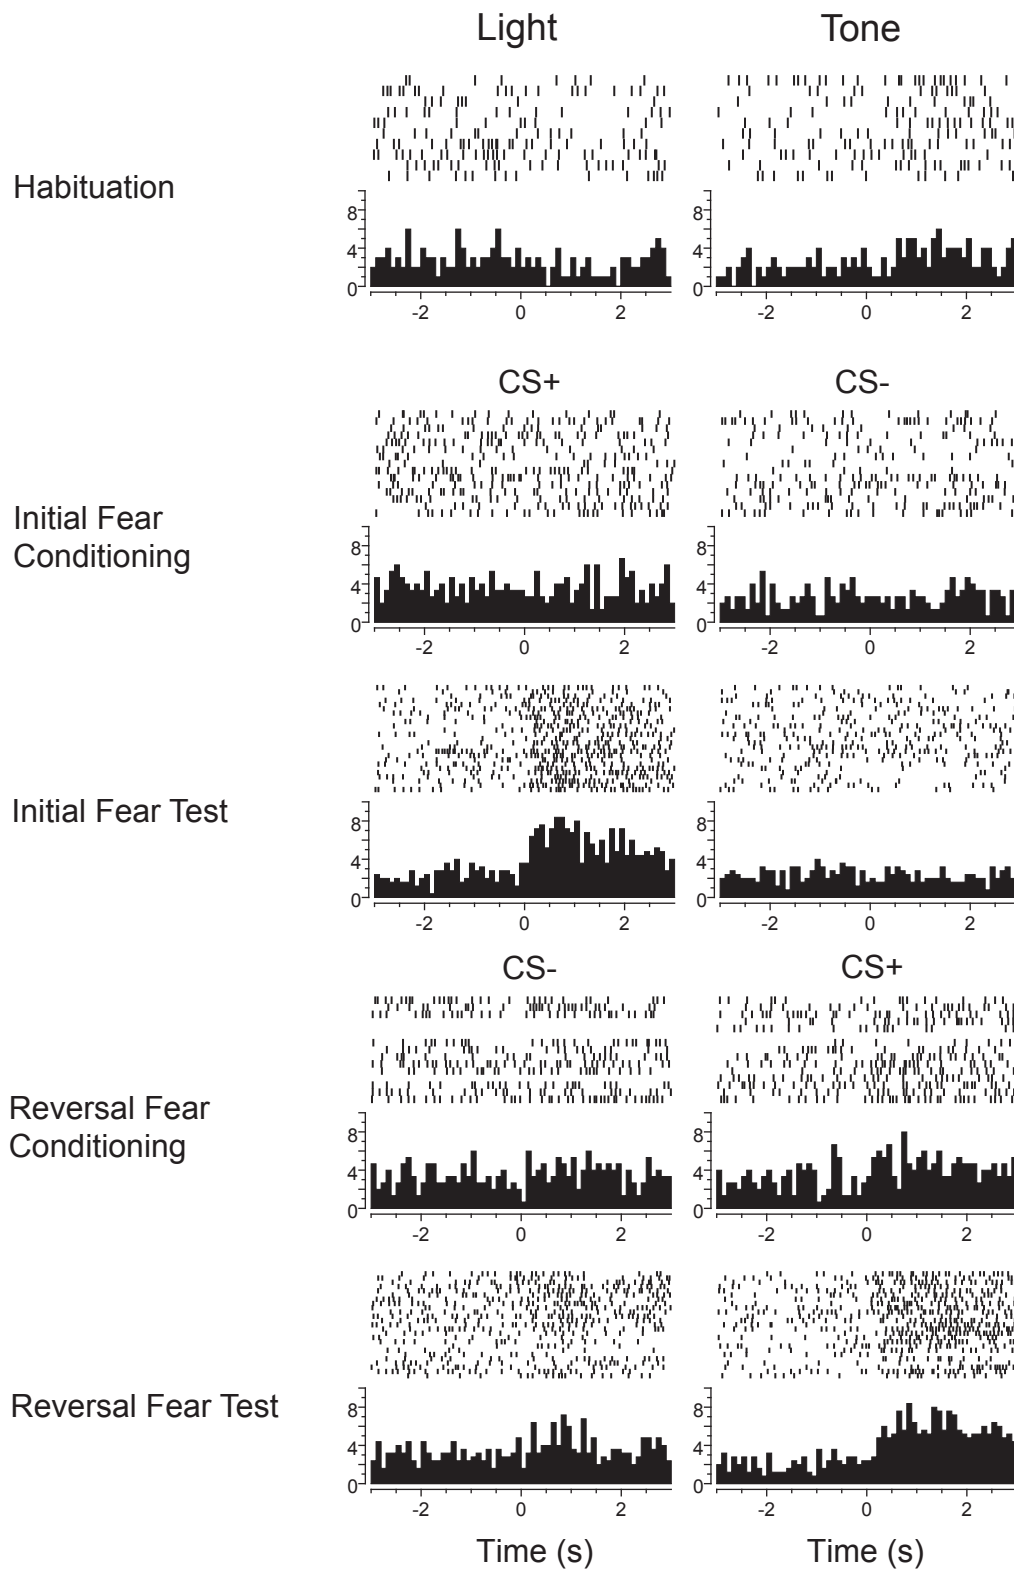 Light Tone
Habituation
8 8
4 4
0 0
-2 0 2 -2 0 2
CS+ CS-
Initial Fear
Conditioning
8 8
4 4
0 0
-2 0 2 -2 0 2
Initial Fear Test
8 8
4 4
0 0
-2 0 2 -2 0 2
CS- CS+
Reversal Fear
Conditioning
8 8
4 4
0 0
-2 0 2 -2 0 2
Reversal Fear Test
8 8
4 4
0 0
-2 0 2 -2 0 2
Time (s) Time (s)